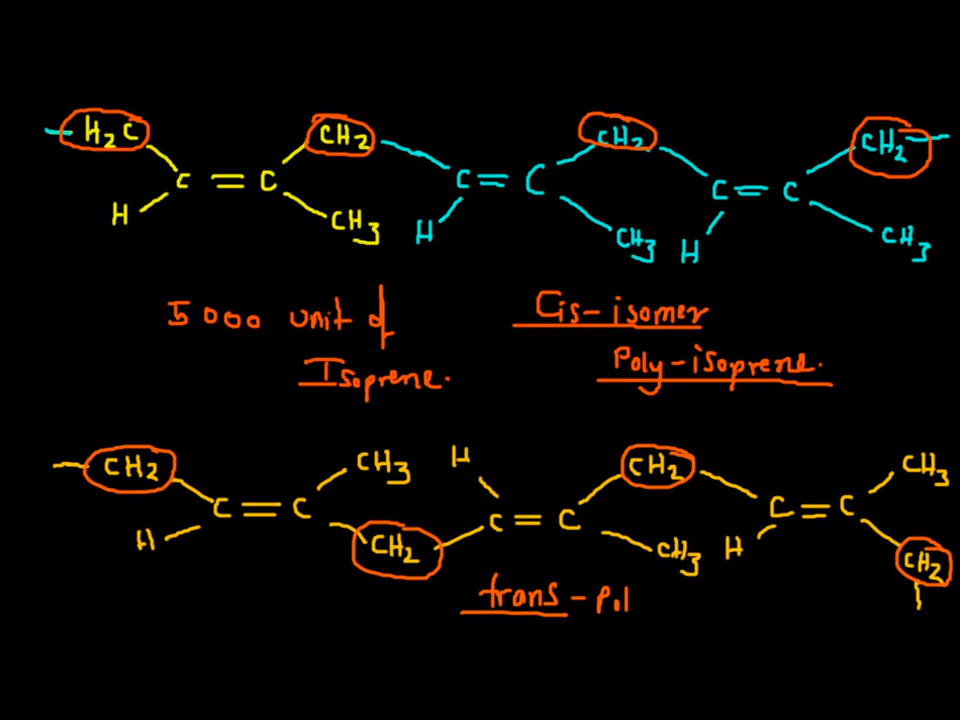 H2C CH2 CH2 CH2
C = C C = C C = C
H CH3 H CH3 H CH3
5000 unit of
Isoprene.
Cis-isomer
Poly-isoprene.
CH2 CH3 H CH2 CH3
C = C C = C C = C
H CH2 CH3 H CH2
trans-pol